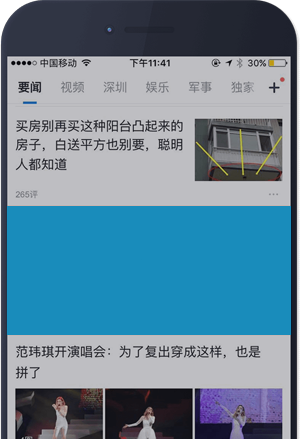 中国移动 下午11:41 30%
要闻 视频 深圳 娱乐 军事 独家
买房别再买这种阳台凸起来的
房子，白送平方也别要，聪明
人都知道
265评
范玮琪开演唱会：为了复出穿成这样，也是
拼了